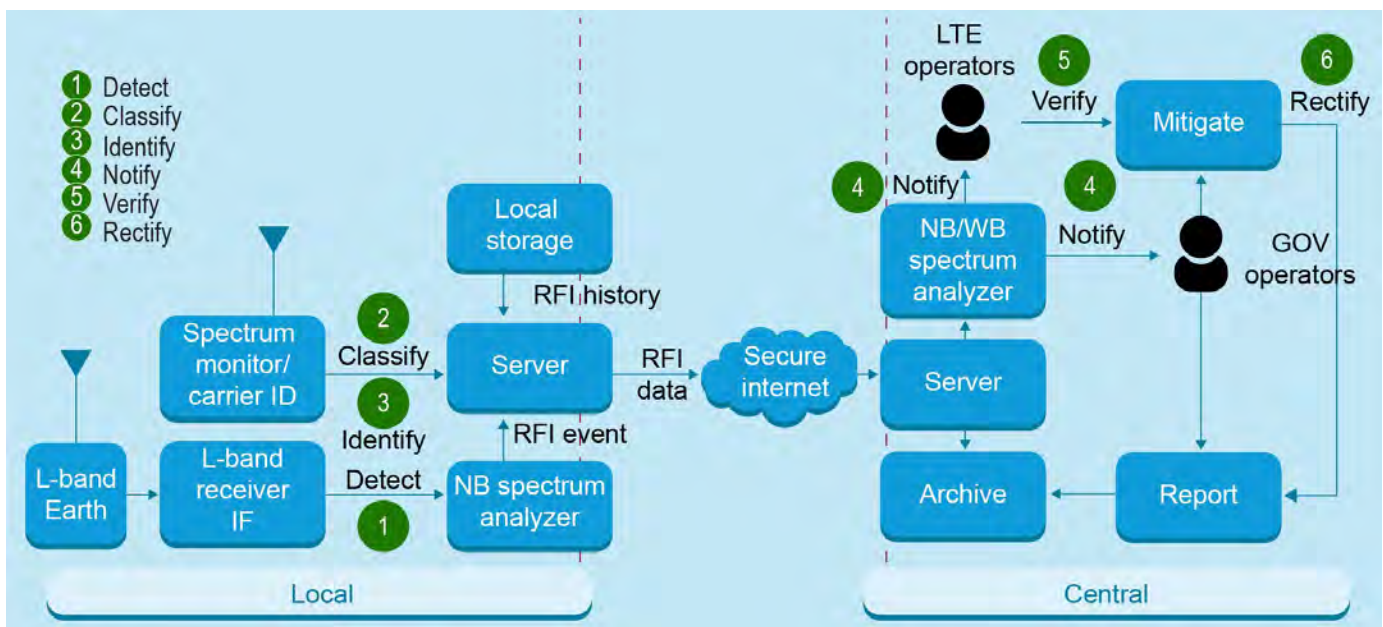 1 Detect
2 Classify
3 Identify
4 Notify
5 Verify
6 Rectify
Spectrum
monitor/
carrier ID
L-band
Earth
L-band
receiver
IF
2
Classify
3
Identify
Detect
1
Local
storage
RFI history
Server
RFI event
NB spectrum
analyzer
RFI
data
Local
Secure
internet
LTE
operators
5
Verify
Mitigate
6
Rectify
4 Notify
4
Notify
NB/WB
spectrum
analyzer
GOV
operators
Server
Archive
Report
Central